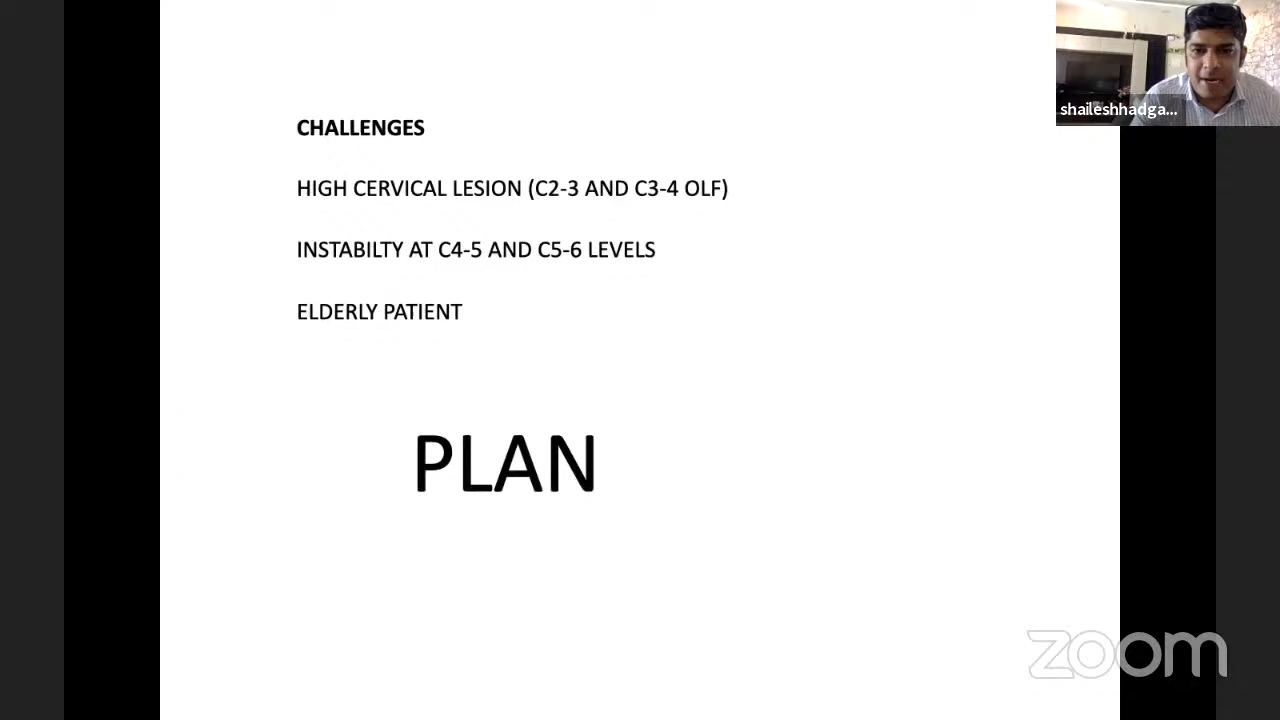 CHALLENGES
shaileshhadga...
HIGH CERVICAL LESION (C2-3 AND C3-4 OLF)
INSTABILTY AT C4-5 AND C5-6 LEVELS
ELDERLY PATIENT
PLAN
zoom